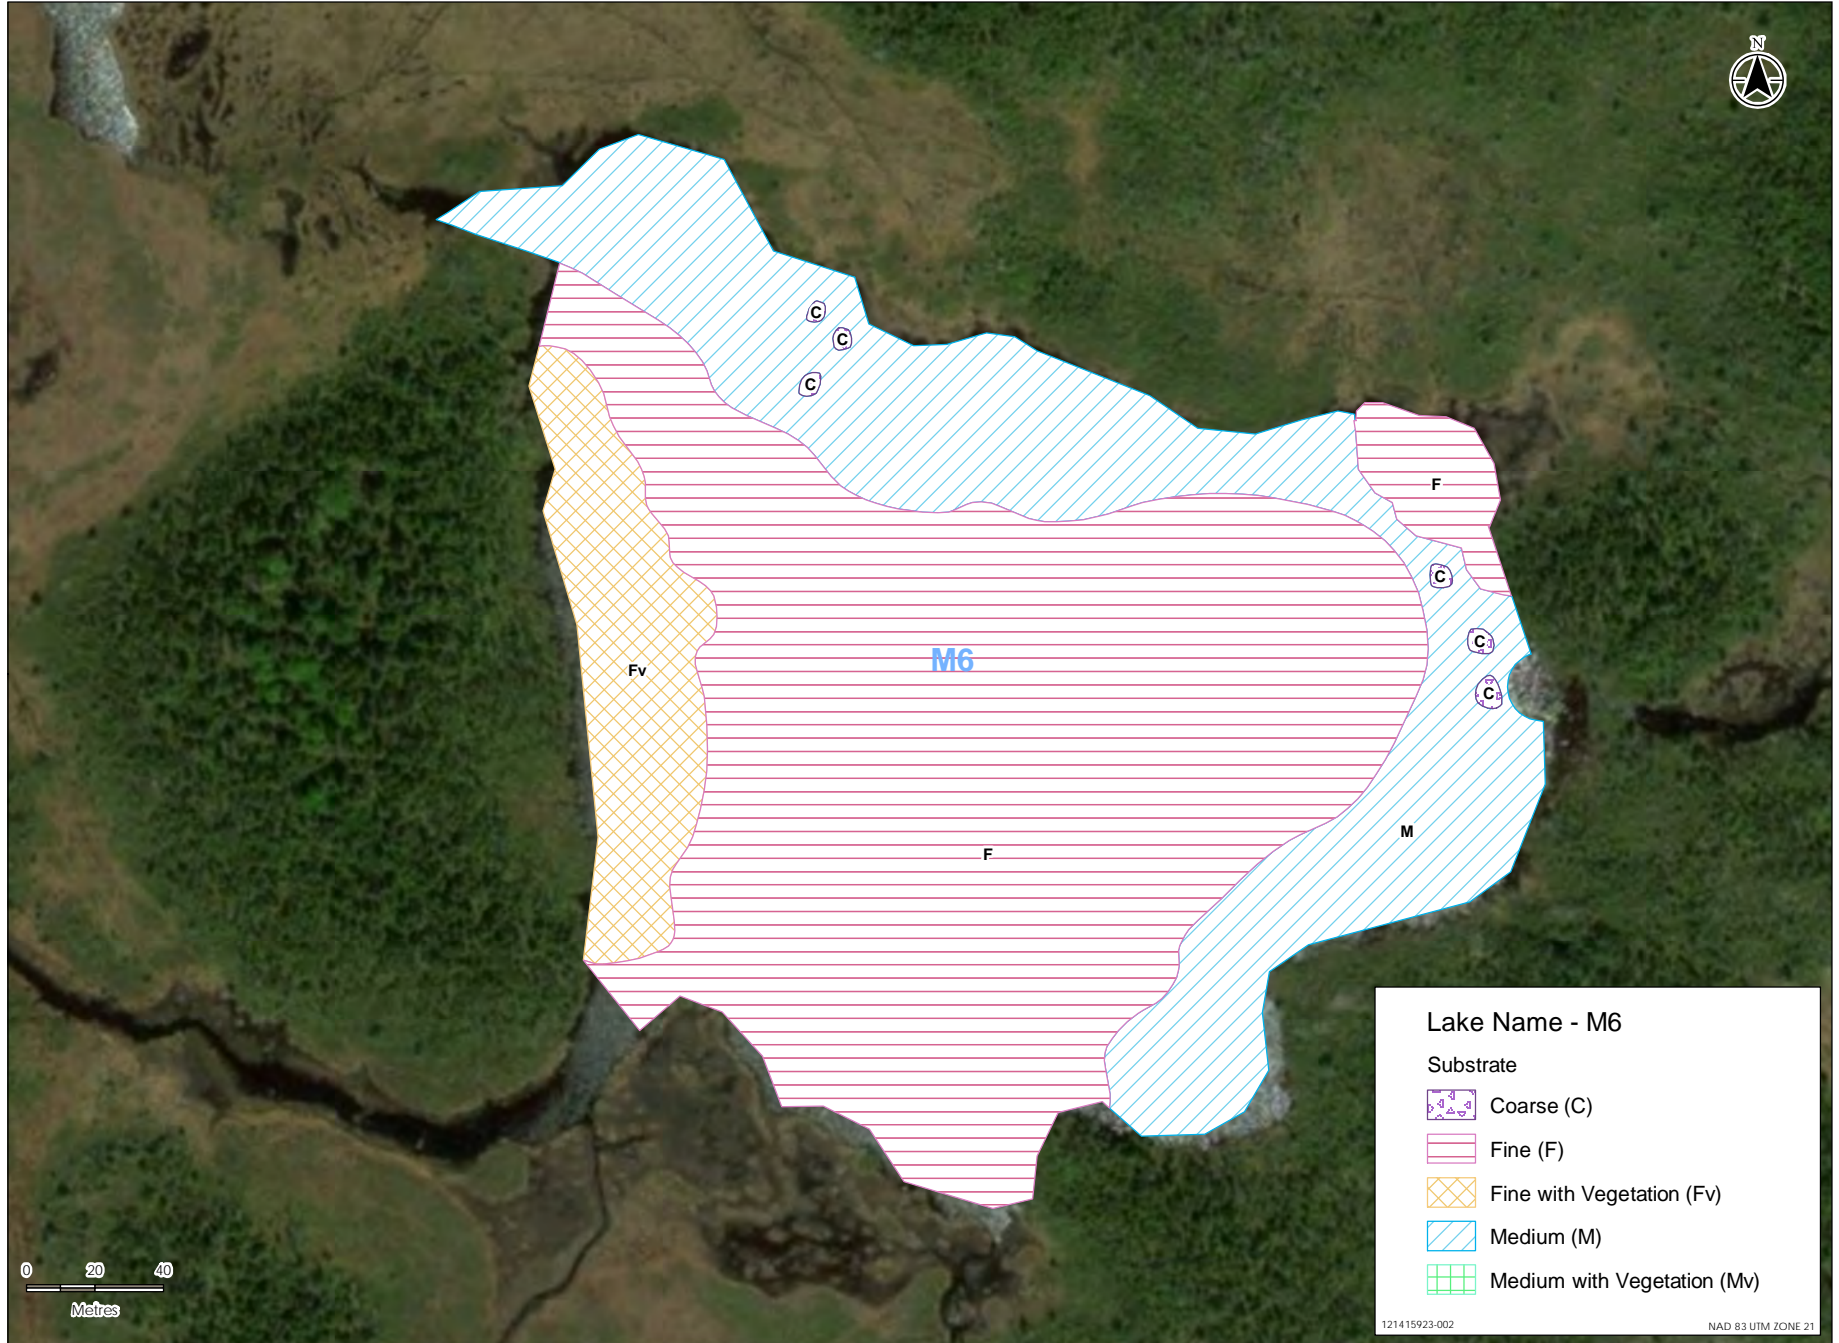 N
C
C
C
F
C
C
M6
Fv
C
M
F
Lake Name - M6
Substrate
Coarse (C)
Fine (F)
Fine with Vegetation (Fv)
Medium (M)
Medium with Vegetation (Mv)
0 20 40
Metres
121415923-002
NAD 83 UTM ZONE 21